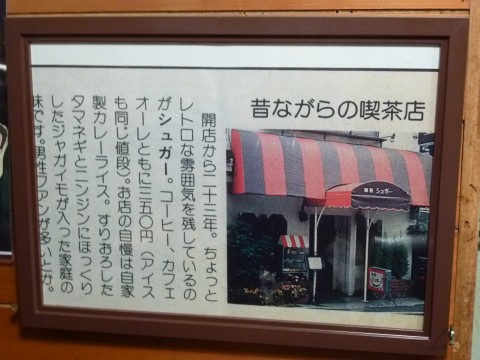 昔ながらの喫茶店
開店から二十三年。ちょっと
レトロな雰囲気を残しているの
がシュガー。コーヒー、カフェ
オーレともに三五〇円（アイス
も同じ値段）。お店の自慢は自家
製カレーライス。すりおろした
タマネギとニンジンにほっくり
したジャガイモが入った家庭の
味です。男性ファンが多いとか。
シュガー